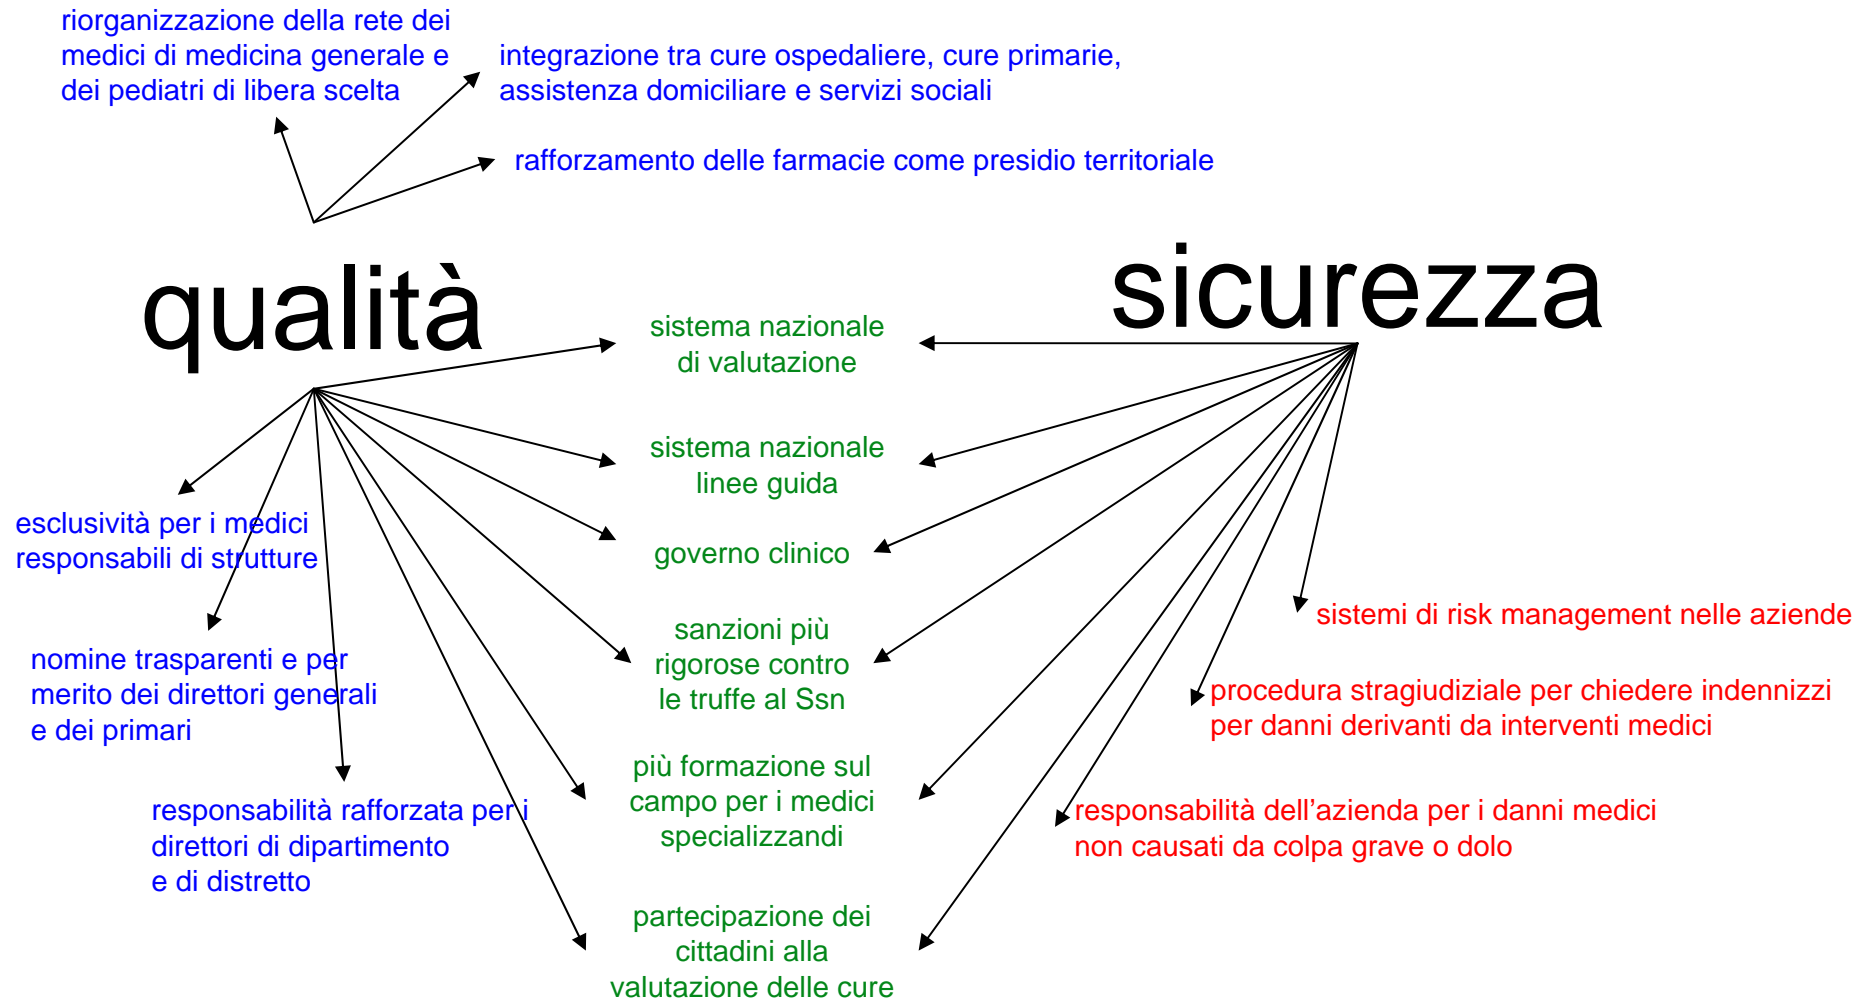 riorganizzazione della rete dei
medici di medicina generale e
dei pediatri di libera scelta
integrazione tra cure ospedaliere, cure primarie,
assistenza domiciliare e servizi sociali
rafforzamento delle farmacie come presidio territoriale
qualità
sicurezza
sistema nazionale
di valutazione
sistema nazionale
linee guida
governo clinico
sanzioni più
rigorose contro
le truffe al Ssn
più formazione sul
campo per i medici
specializzandi
partecipazione dei
cittadini alla
valutazione delle cure
esclusività per i medici
responsabili di strutture
nomine trasparenti e per
merito dei direttori generali
e dei primari
responsabilità rafforzata per i
direttori di dipartimento
e di distretto
sistemi di risk management nelle aziende
procedura stragiudiziale per chiedere indennizzi
per danni derivanti da interventi medici
responsabilità dell’azienda per i danni medici
non causati da colpa grave o dolo